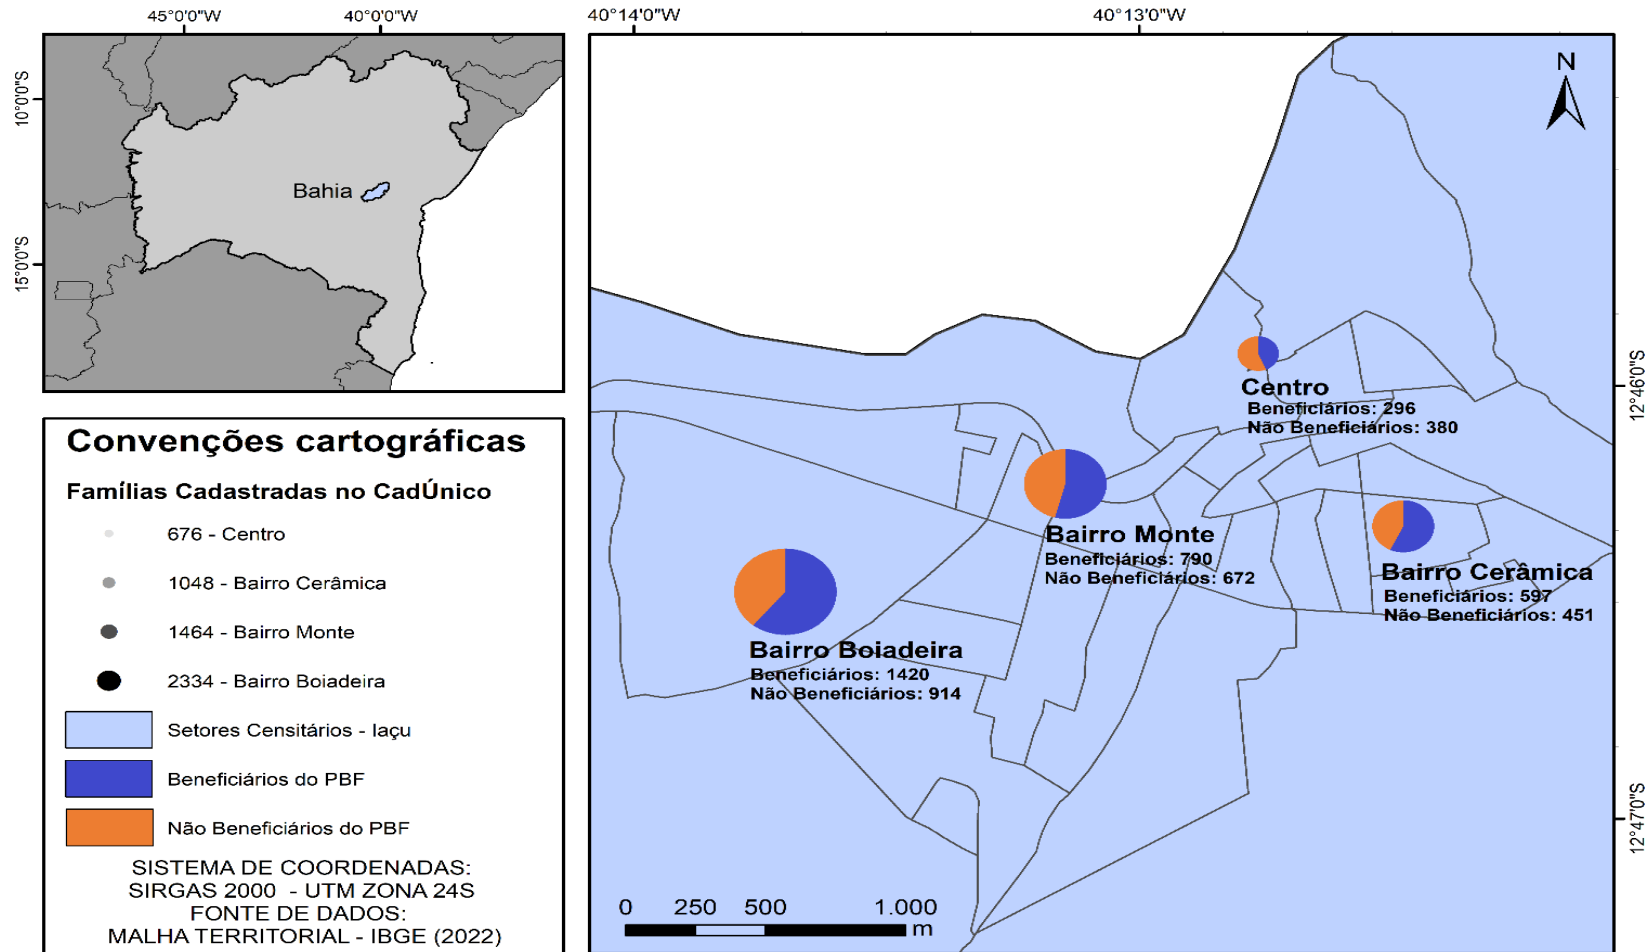 45°0'0"W
40°0'0"W
10°0'0"S
15°0'0"S
Bahia
Convenções cartográficas
Famílias Cadastradas no CadÚnico
676 - Centro
1048 - Bairro Cerâmica
1464 - Bairro Monte
2334 - Bairro Boiadeira
Setores Censitários - Iaçu
Beneficiários do PBF
Não Beneficiários do PBF
SISTEMA DE COORDENADAS:
SIRGAS 2000 - UTM ZONA 24S
FONTE DE DADOS:
MALHA TERRITORIAL - IBGE (2022)
40°14'0"W
40°13'0"W
N
12°46'0"S
12°47'0"S
Centro
Beneficiários: 296
Não Beneficiários: 380
Bairro Monte
Beneficiários: 790
Não Beneficiários: 672
Bairro Cerâmica
Beneficiários: 597
Não Beneficiários: 451
Bairro Boiadeira
Beneficiários: 1420
Não Beneficiários: 914
0 250 500 1.000
m